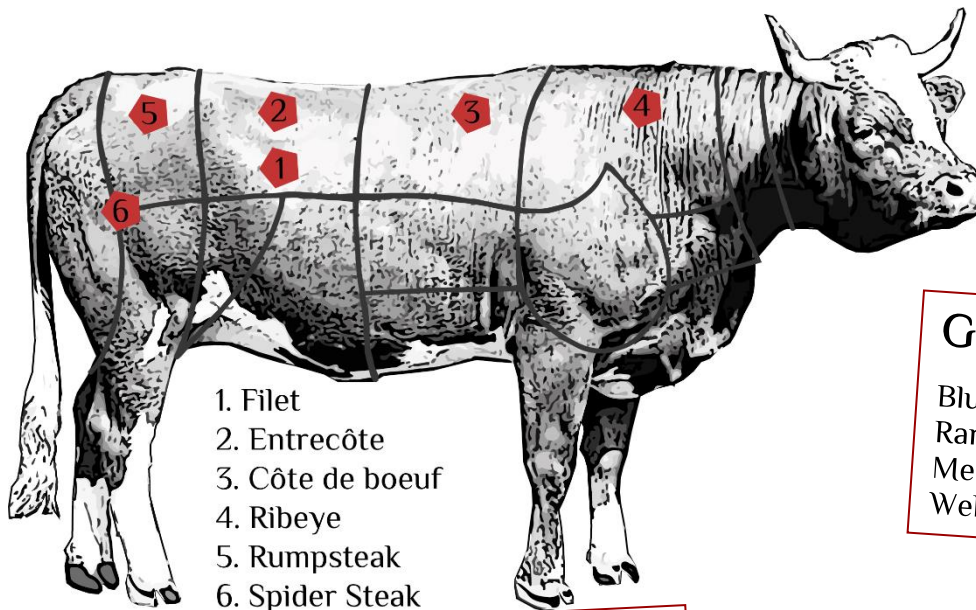 5
2
3
4
1
6
1. Filet
2. Entrecôte
3. Côte de boeuf
4. Ribeye
5. Rumpsteak
6. Spider Steak